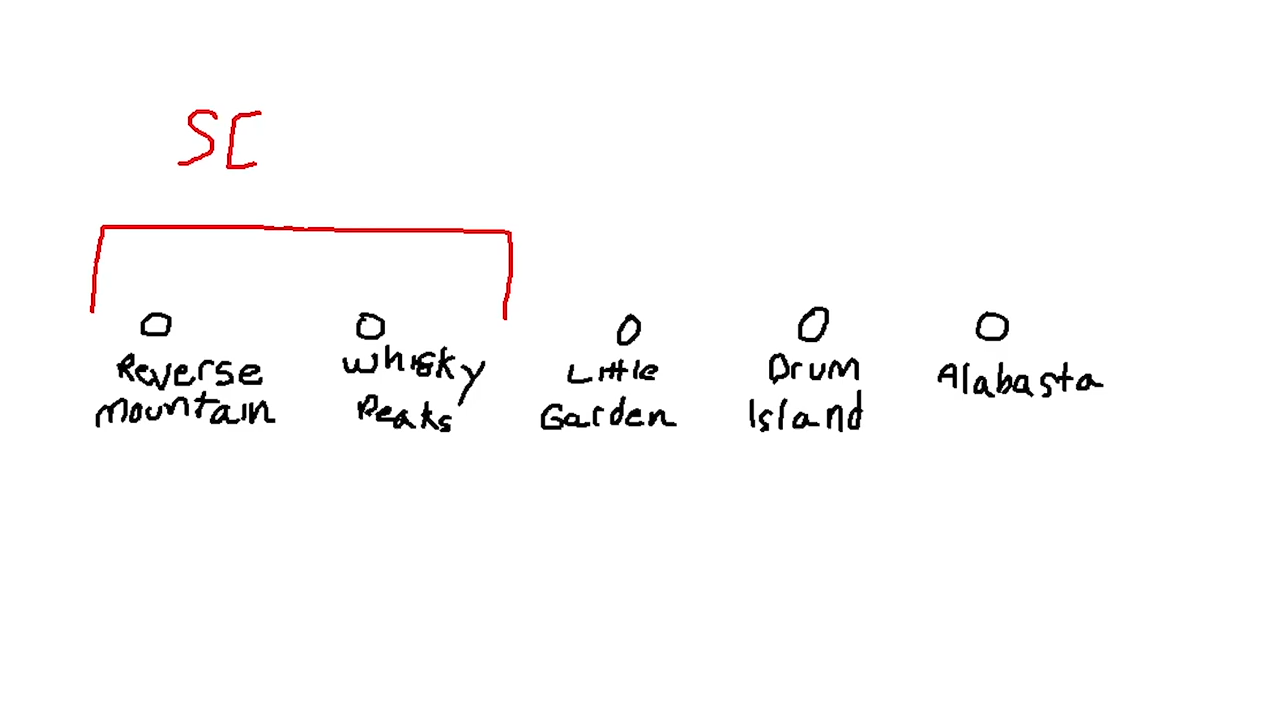 SC
Reverse
Mountain
Whisky
Peaks
Little
Garden
Drum
Island
Alabasta